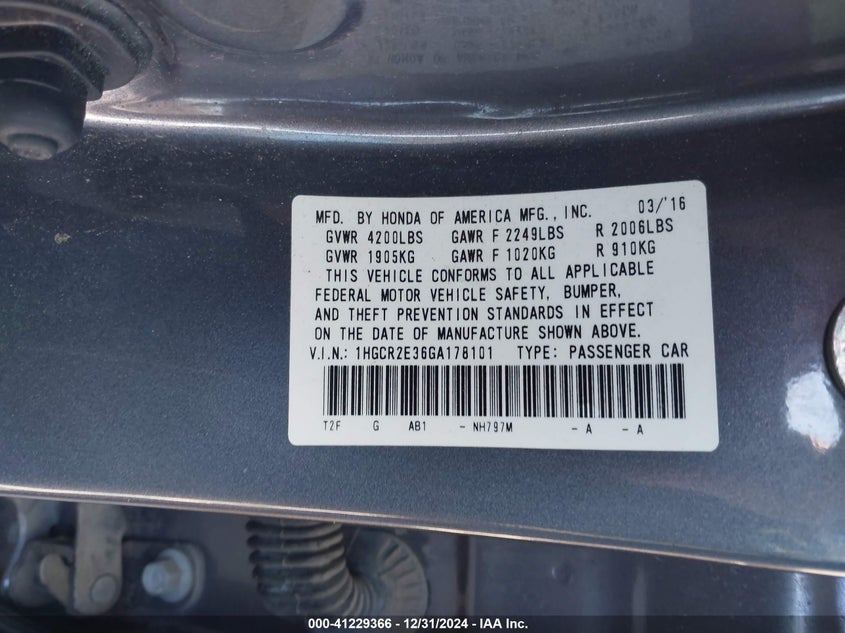 MFD. BY HONDA OF AMERICA MFG., INC. 03/'16
GVWR 4200LBS GAWR F 2249LBS R 2006LBS
GVWR 1905KG GAWR F 1020KG R 910KG
THIS VEHICLE CONFORMS TO ALL APPLICABLE
FEDERAL MOTOR VEHICLE SAFETY, BUMPER,
AND THEFT PREVENTION STANDARDS IN EFFECT
ON THE DATE OF MANUFACTURE SHOWN ABOVE.
V.I.N.: 1HGCR2E36GA178101 TYPE: PASSENGER CAR
T2F G AB1 - NH797M - A - A
000-41229366 - 12/31/2024 - IAA Inc.